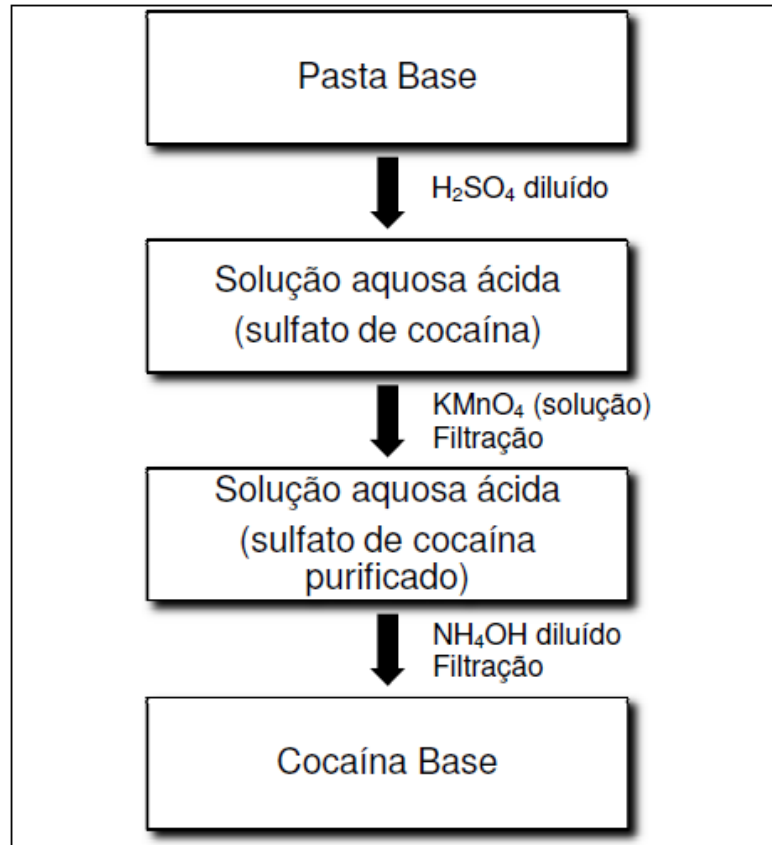 Pasta Base
H₂SO₄ diluído
Solução aquosa ácida
(sulfato de cocaína)
KMnO₄ (solução)
Filtração
Solução aquosa ácida
(sulfato de cocaína
purificado)
NH₄OH diluído
Filtração
Cocaína Base